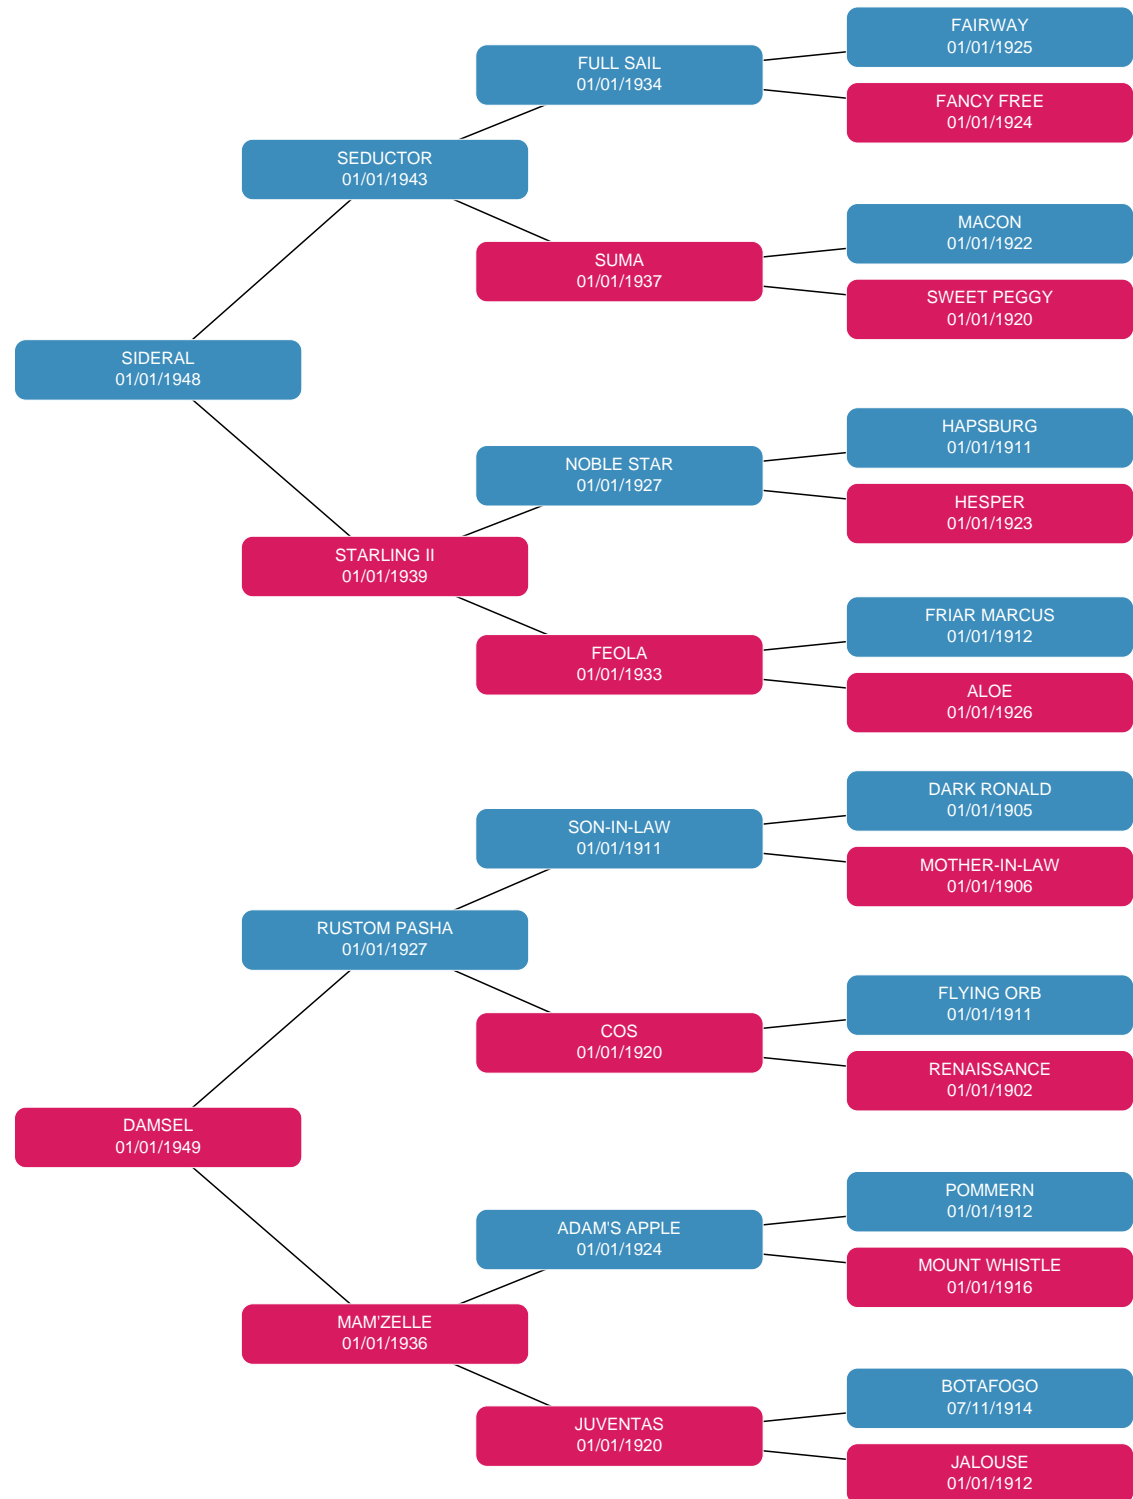 FAIRWAY
01/01/1925
FULL SAIL
01/01/1934
FANCY FREE
01/01/1924
SEDUCTOR
01/01/1943
MACON
01/01/1922
SUMA
01/01/1937
SWEET PEGGY
01/01/1920
SIDERAL
01/01/1948
HAPSBURG
01/01/1911
NOBLE STAR
01/01/1927
HESPER
01/01/1923
STARLING II
01/01/1939
FRIAR MARCUS
01/01/1912
FEOLA
01/01/1933
ALOE
01/01/1926
DARK RONALD
01/01/1905
SON-IN-LAW
01/01/1911
MOTHER-IN-LAW
01/01/1906
RUSTOM PASHA
01/01/1927
FLYING ORB
01/01/1911
COS
01/01/1920
RENAISSANCE
01/01/1902
DAMSEL
01/01/1949
POMMERN
01/01/1912
ADAM'S APPLE
01/01/1924
MOUNT WHISTLE
01/01/1916
MAM'ZELLE
01/01/1936
BOTAFOGO
07/11/1914
JUVENTAS
01/01/1920
JALOUSE
01/01/1912